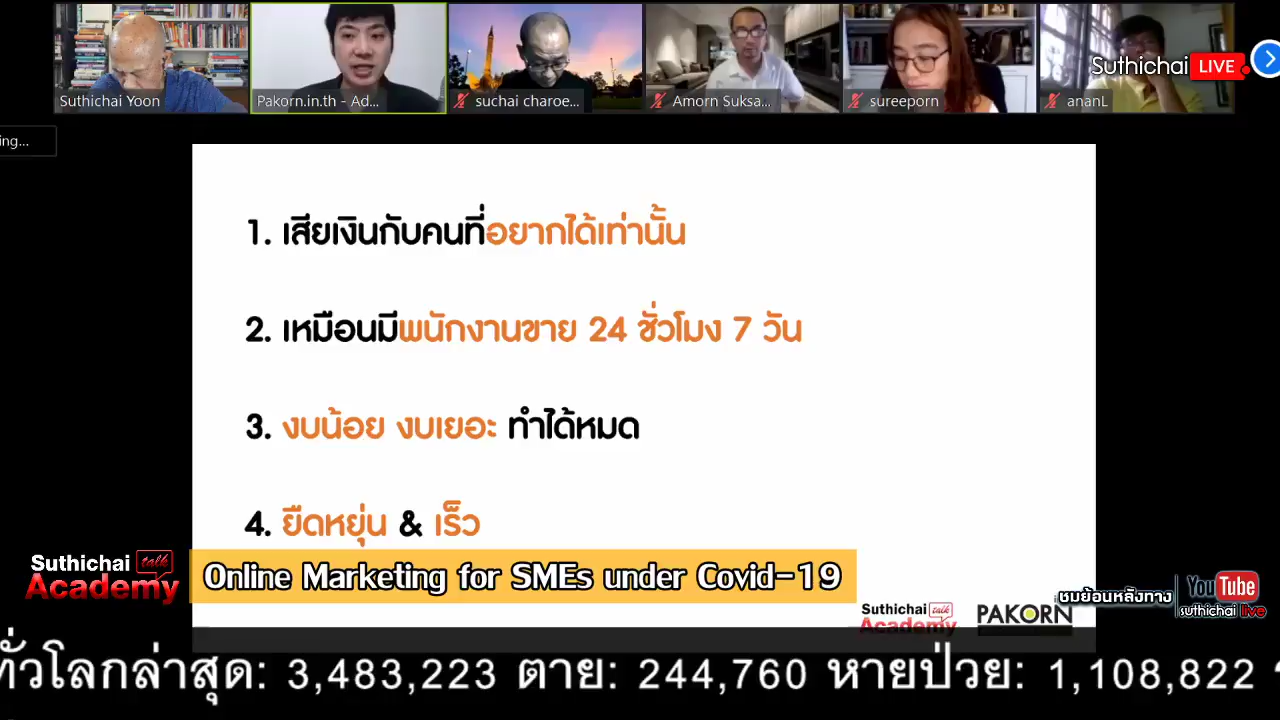 Suthichai Yoon
Pakorn.in.th - Ad...
suchai charoe...
Amorn Suksa...
sureeporn
ananL
Suthichai LIVE
ing...
1. เสียเงินกับคนที่อยากได้เท่านั้น
2. เหมือนมีพนักงานขาย 24 ชั่วโมง 7 วัน
3. งบน้อย งบเยอะ ทำได้หมด
4. ยืดหยุ่น & เร็ว
Suthichai talk
Academy
Online Marketing for SMEs under Covid-19
Suthichai talk
Academy
PAKORN
ชมย้อนหลังทาง
YouTube
suthichai live
ทั่วโลกล่าสุด: 3,483,223 ตาย: 244,760 หายป่วย: 1,108,822